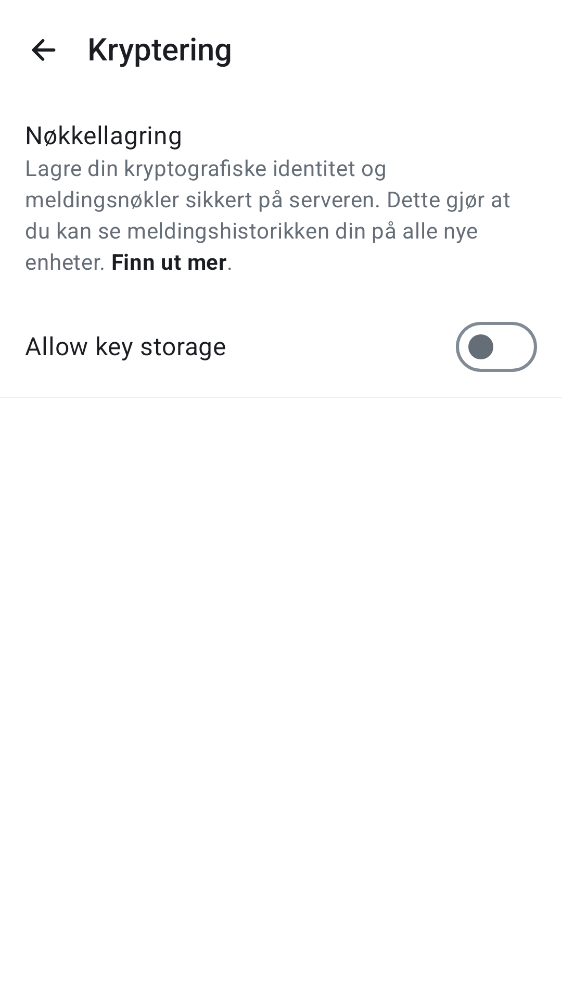 Kryptering
Nøkkellagring
Lagre din kryptografiske identitet og
meldingsnøkler sikkert på serveren. Dette gjør at
du kan se meldingshistorikken din på alle nye
enheter. Finn ut mer.
Allow key storage